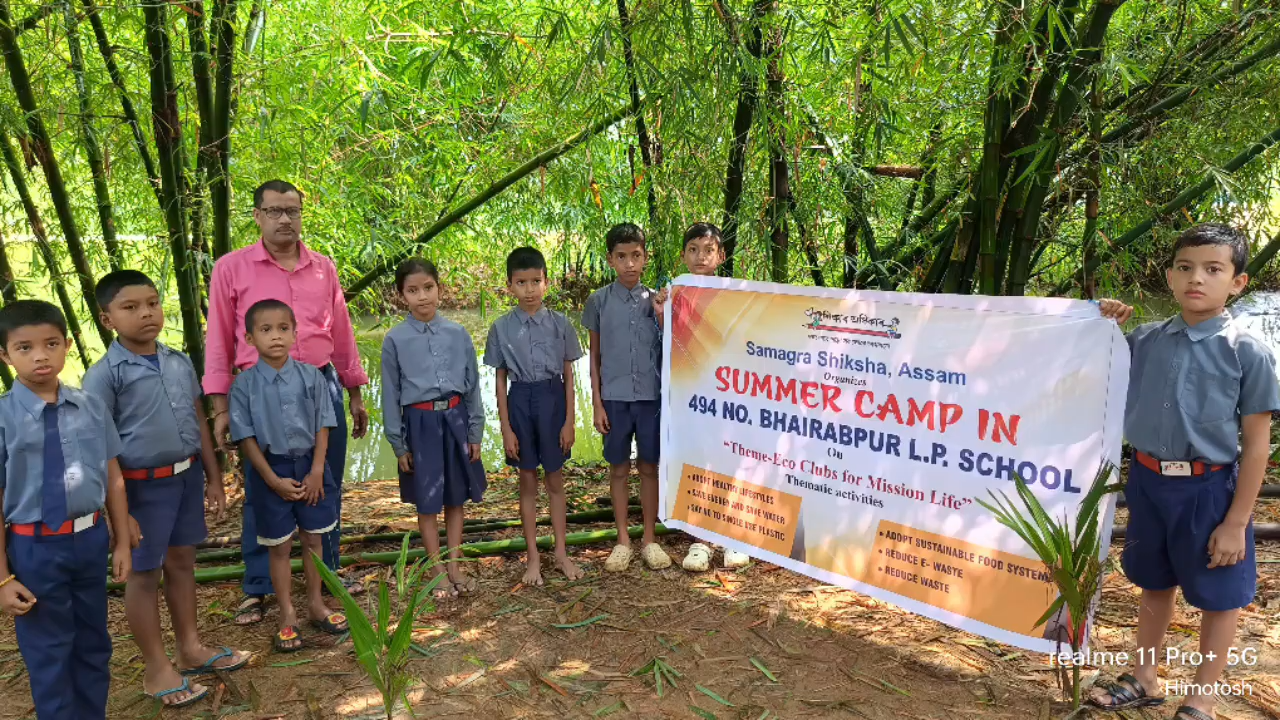 Samagra Shiksha, Assam
Organizes
SUMMER CAMP IN
494 NO. BHAIRABPUR L.P. SCHOOL
On
“Theme-Eco Clubs for Mission Life”
Thematic activities
• ADOPT HEALTHY LIFESTYLES
• SAVE ENERGY AND SAVE WATER
• SAY NO TO SINGLE USE PLASTIC
• ADOPT SUSTAINABLE FOOD SYSTEMS
• REDUCE E- WASTE
• REDUCE WASTE
realme 11 Pro+ 5G
Himotosh